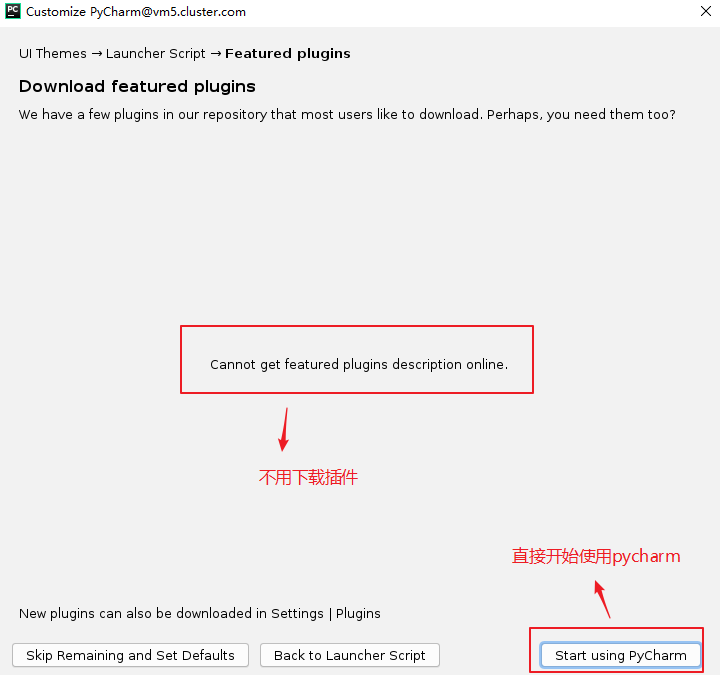 PC Customize PyCharm@vm5.cluster.com
UI Themes → Launcher Script → Featured plugins
Download featured plugins
We have a few plugins in our repository that most users like to download. Perhaps, you need them too?
Cannot get featured plugins description online.
不用下载插件
直接开始使用pycharm
New plugins can also be downloaded in Settings | Plugins
Skip Remaining and Set Defaults
Back to Launcher Script
Start using PyCharm